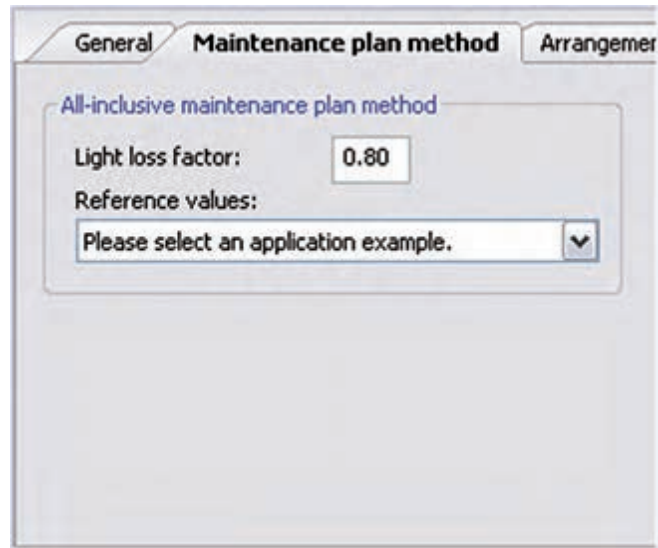 General
Maintenance plan method
Arrangemen
All-inclusive maintenance plan method
Light loss factor:
0.80
Reference values:
Please select an application example.